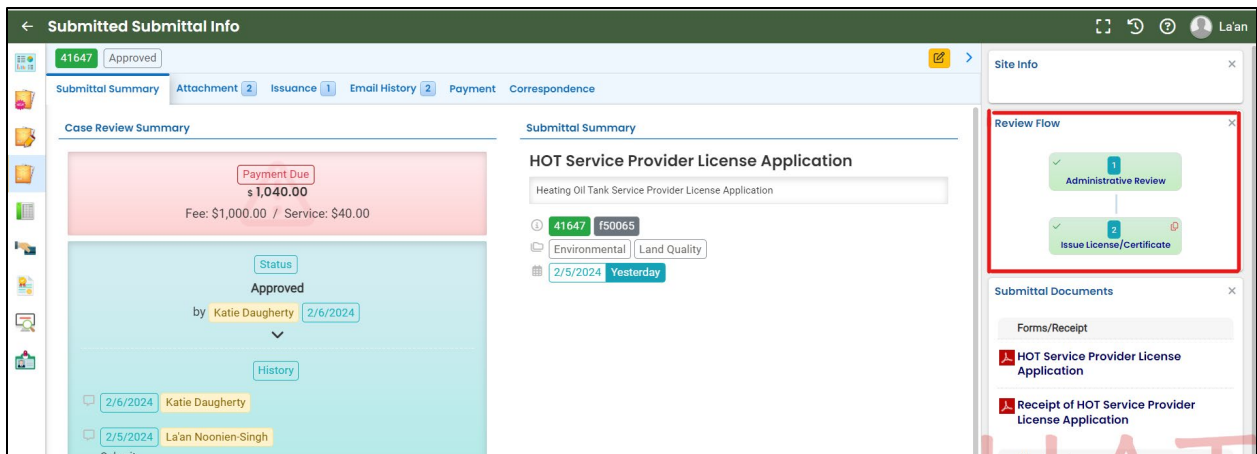 Submitted Submittal Info
La'an
41647 Approved
Submittal Summary Attachment 2 Issuance 1 Email History 2 Payment Correspondence
Case Review Summary
Payment Due
$ 1,040.00
Fee: $1,000.00 / Service: $40.00
Status
Approved
by Katie Daugherty 2/6/2024
History
2/6/2024 Katie Daugherty
2/5/2024 La'an Noonien-Singh
Submittal Summary
HOT Service Provider License Application
Heating Oil Tank Service Provider License Application
41647 f50065
Environmental Land Quality
2/5/2024 Yesterday
Site Info
Review Flow
1
Administrative Review
2
Issue License/Certificate
Submittal Documents
Forms/Receipt
HOT Service Provider License
Application
Receipt of HOT Service Provider
License Application